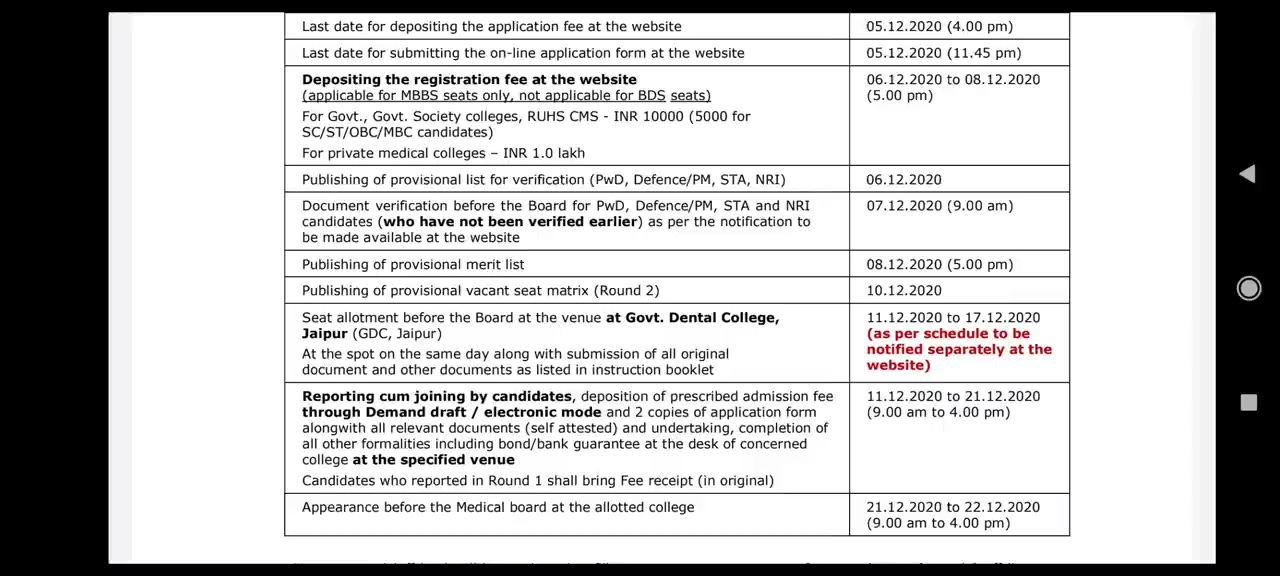 Last date for depositing the application fee at the website
05.12.2020 (4.00 pm)
Last date for submitting the on-line application form at the website
05.12.2020 (11.45 pm)
Depositing the registration fee at the website
(applicable for MBBS seats only, not applicable for BDS seats)
For Govt., Govt. Society colleges, RUHS CMS - INR 10000 (5000 for
SC/ST/OBC/MBC candidates)
For private medical colleges – INR 1.0 lakh
06.12.2020 to 08.12.2020
(5.00 pm)
Publishing of provisional list for verification (PwD, Defence/PM, STA, NRI)
06.12.2020
Document verification before the Board for PwD, Defence/PM, STA and NRI
candidates (who have not been verified earlier) as per the notification to
be made available at the website
07.12.2020 (9.00 am)
Publishing of provisional merit list
08.12.2020 (5.00 pm)
Publishing of provisional vacant seat matrix (Round 2)
10.12.2020
Seat allotment before the Board at the venue at Govt. Dental College,
Jaipur (GDC, Jaipur)
At the spot on the same day along with submission of all original
document and other documents as listed in instruction booklet
11.12.2020 to 17.12.2020
(as per schedule to be
notified separately at the
website)
Reporting cum joining by candidates, deposition of prescribed admission fee
through Demand draft / electronic mode and 2 copies of application form
alongwith all relevant documents (self attested) and undertaking, completion of
all other formalities including bond/bank guarantee at the desk of concerned
college at the specified venue
Candidates who reported in Round 1 shall bring Fee receipt (in original)
11.12.2020 to 21.12.2020
(9.00 am to 4.00 pm)
Appearance before the Medical board at the allotted college
21.12.2020 to 22.12.2020
(9.00 am to 4.00 pm)